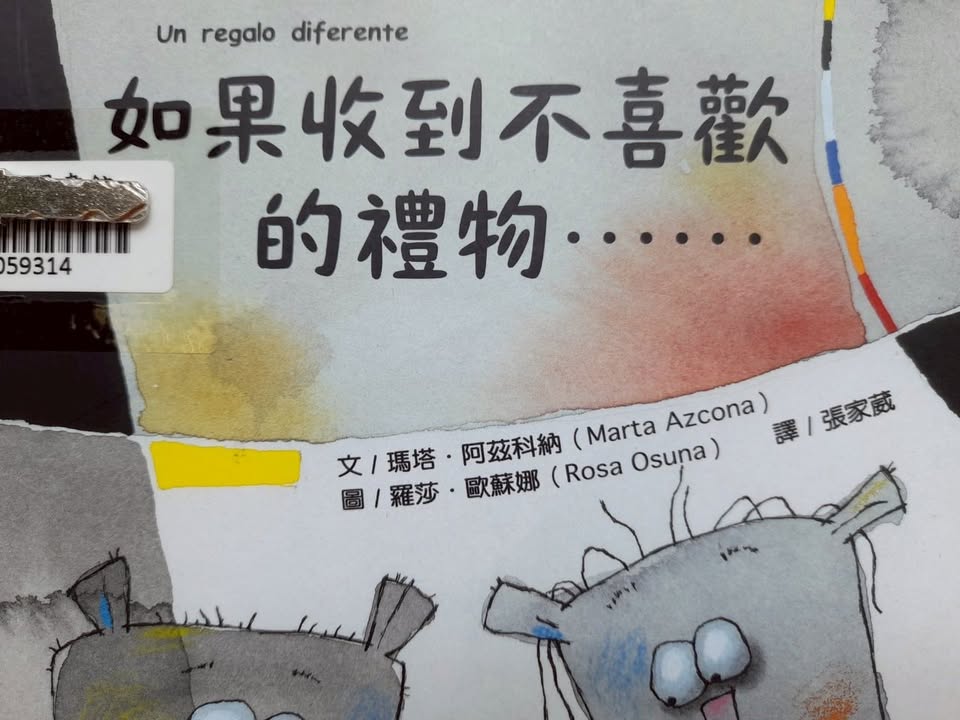 Un regalo diferente
如果收到不喜歡
的禮物……
059314
文 / 瑪塔．阿茲科納（Marta Azcona）
圖 / 羅莎．歐蘇娜（Rosa Osuna）
譯 / 張家葳